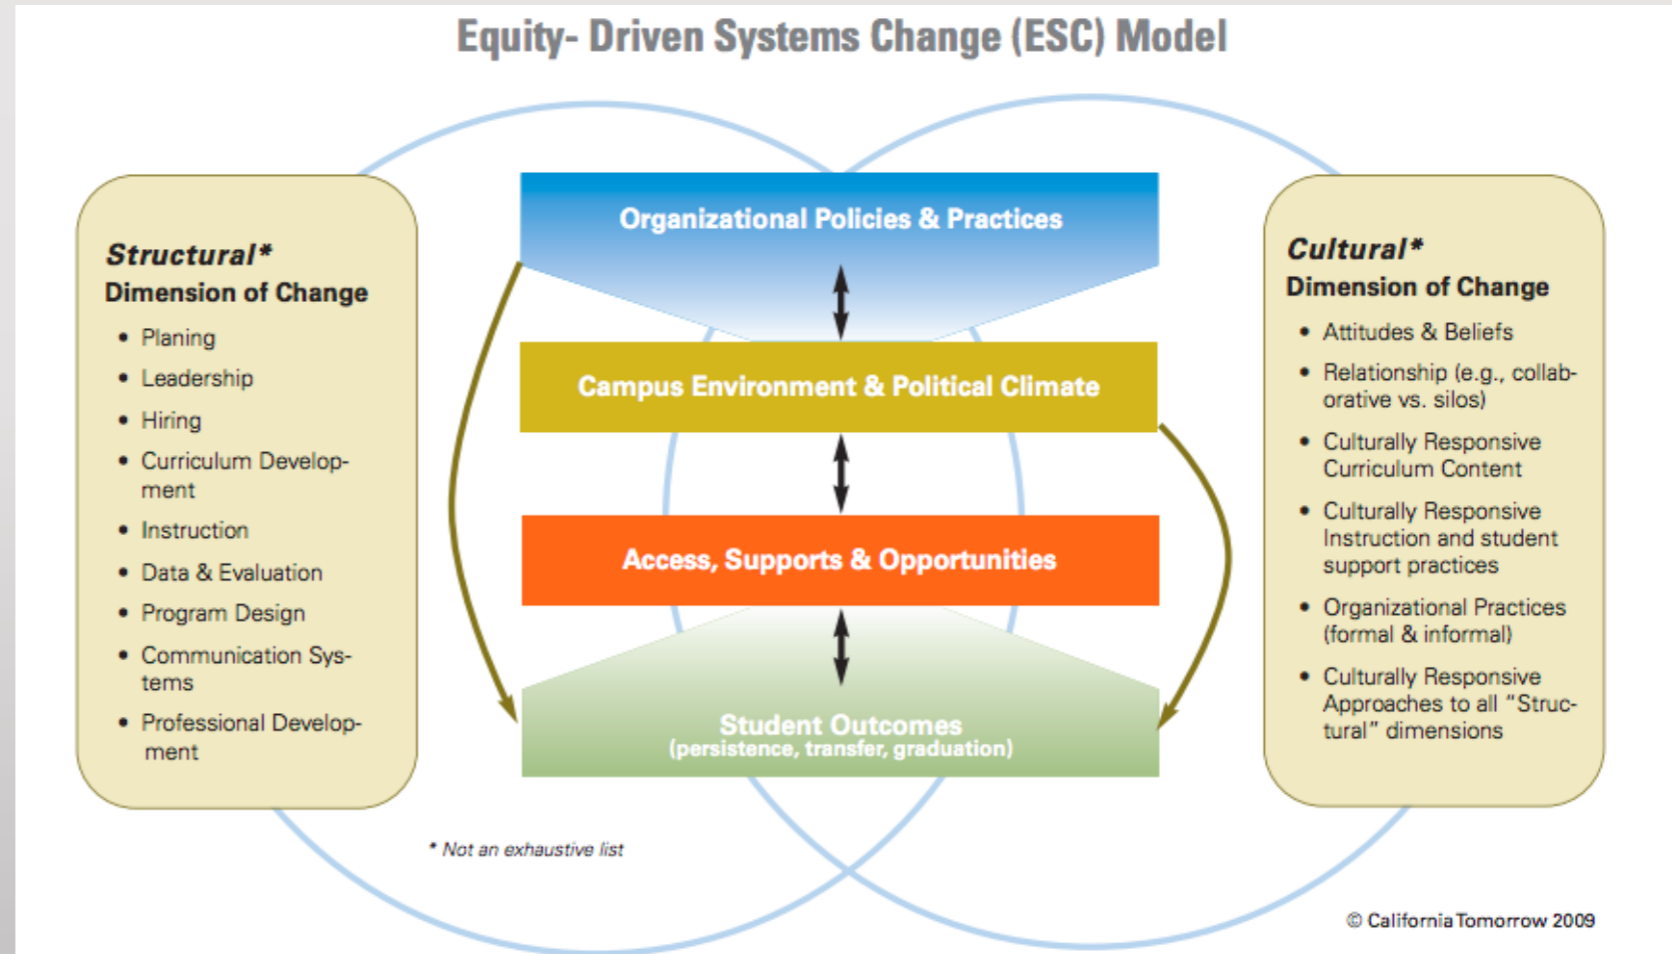 Equity- Driven Systems Change (ESC) Model
Structural*
Dimension of Change
• Planing
• Leadership
• Hiring
• Curriculum Develop-
ment
• Instruction
• Data & Evaluation
• Program Design
• Communication Sys-
tems
• Professional Develop-
ment
Organizational Policies & Practices
Campus Environment & Political Climate
Access, Supports & Opportunities
Student Outcomes
(persistence, transfer, graduation)
Cultural*
Dimension of Change
• Attitudes & Beliefs
• Relationship (e.g., collab-
orative vs. silos)
• Culturally Responsive
Curriculum Content
• Culturally Responsive
Instruction and student
support practices
• Organizational Practices
(formal & informal)
• Culturally Responsive
Approaches to all "Struc-
tural" dimensions
* Not an exhaustive list
© California Tomorrow 2009